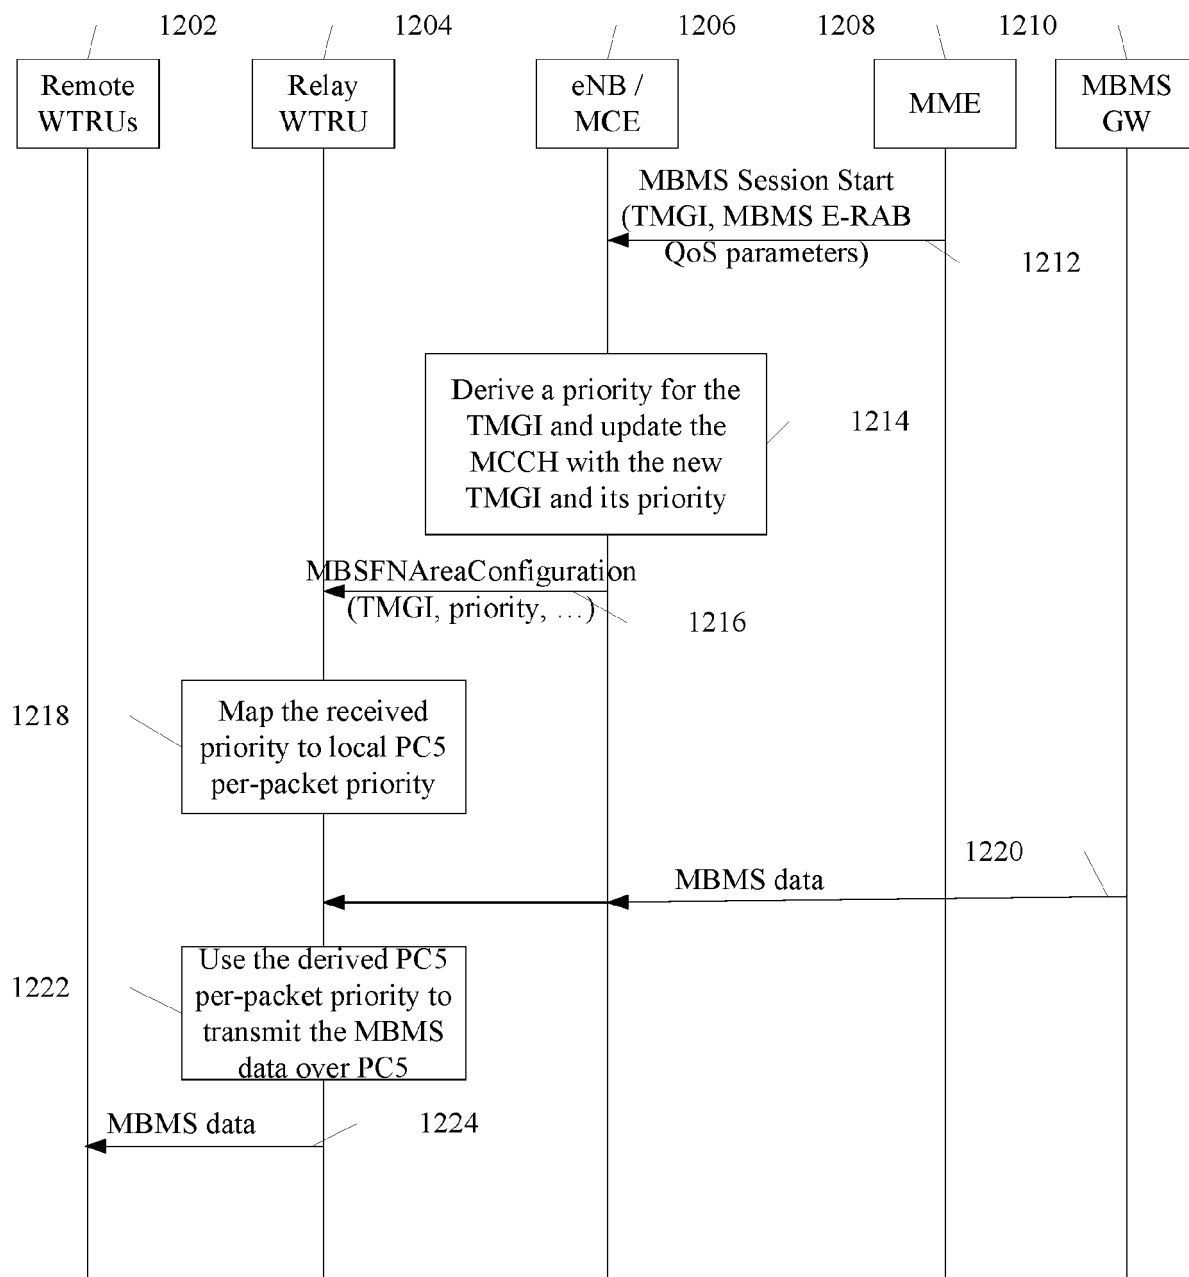 1202
1204
1206
1208
1210
Remote
WTRUs
Relay
WTRU
eNB /
MCE
MME
MBMS
GW
MBMS Session Start
(TMGI, MBMS E-RAB
QoS parameters)
1212
Derive a priority for the
TMGI and update the
MCCH with the new
TMGI and its priority
1214
MBSFNAreaConfiguration
(TMGI, priority, …)
1216
1218
Map the received
priority to local PC5
per-packet priority
1220
MBMS data
1222
Use the derived PC5
per-packet priority to
transmit the MBMS
data over PC5
MBMS data
1224